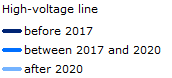 High-voltage line
before 2017
between 2017 and 2020
after 2020